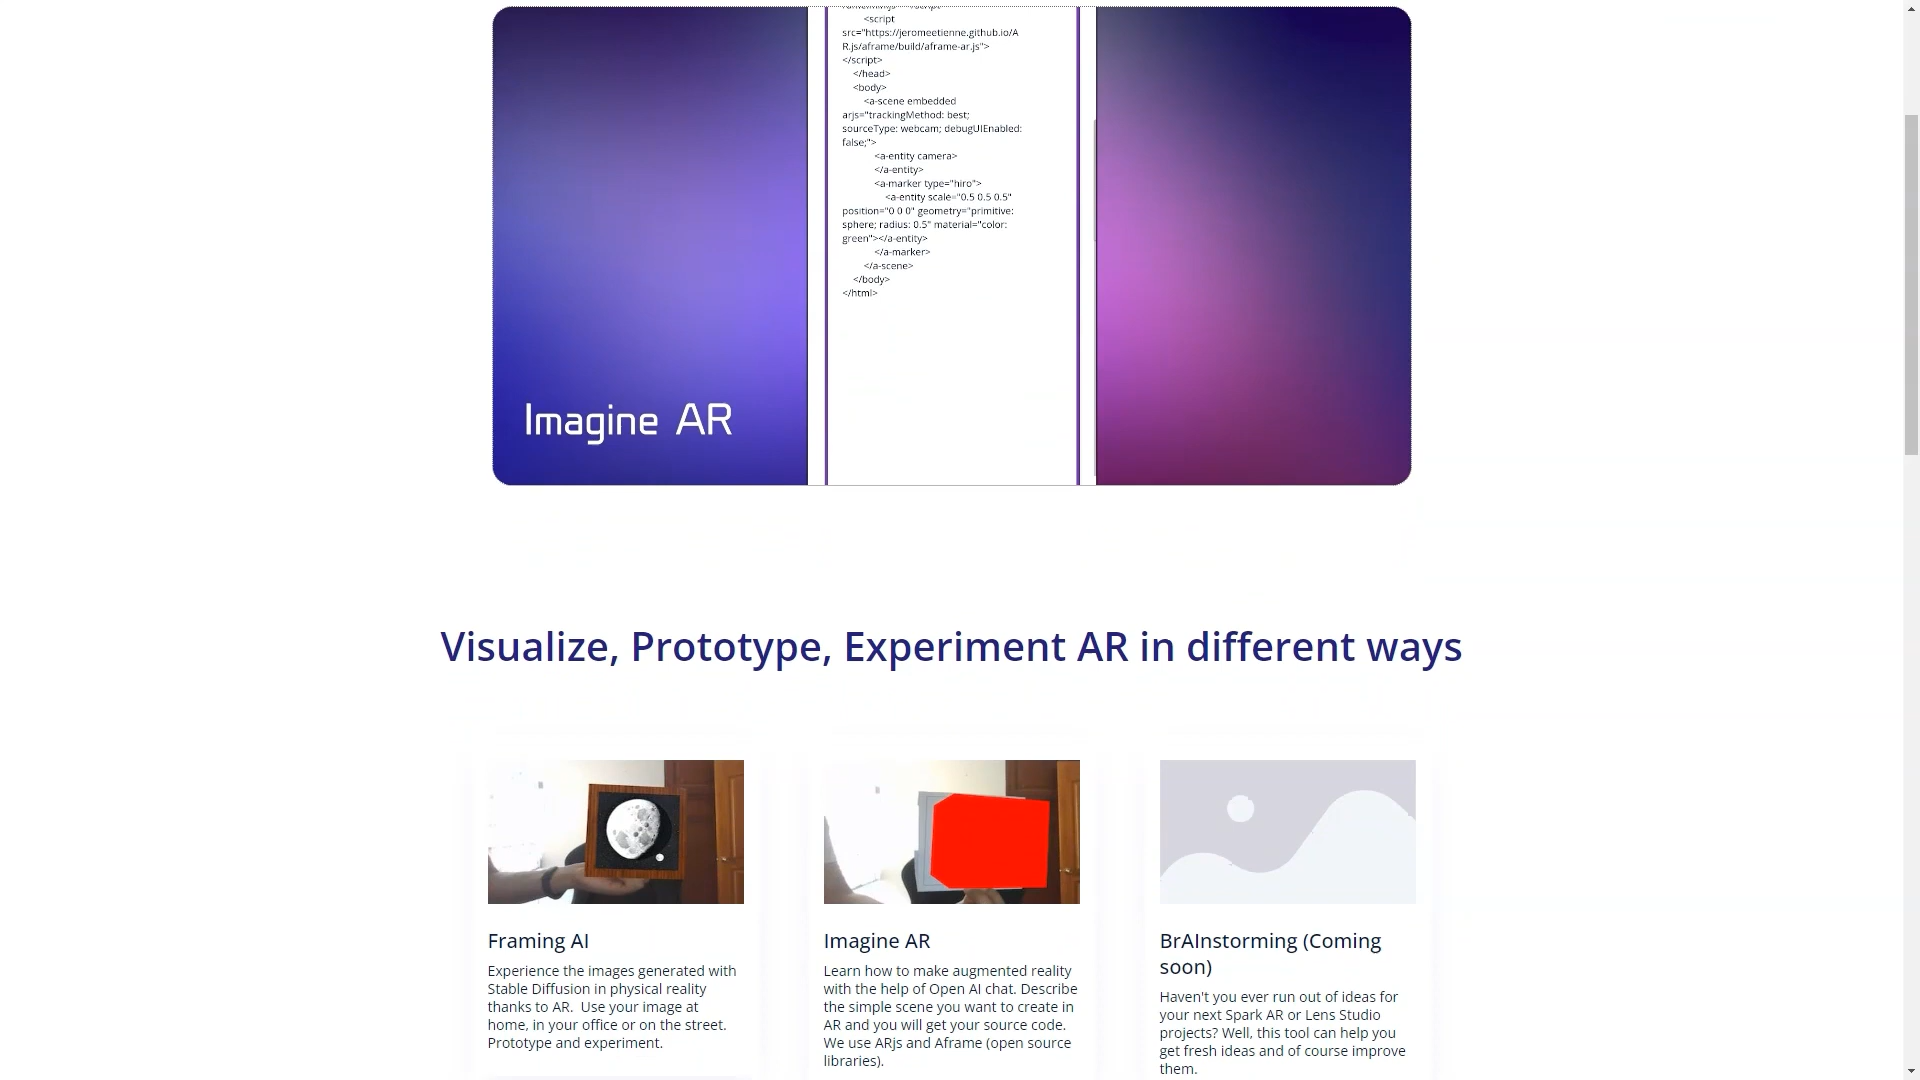 <script
src="https://jeromeetienne.github.io/A
R.js/aframe/build/aframe-ar.js">
</script>
</head>
<body>
<a-scene embedded
arjs="trackingMethod: best;
sourceType: webcam; debugUIEnabled:
false;">
<a-entity camera>
</a-entity>
<a-marker type="hiro">
<a-entity scale="0.5 0.5 0.5"
position="0 0 0" geometry="primitive:
sphere; radius: 0.5" material="color:
green"></a-entity>
</a-marker>
</a-scene>
</body>
</html>
Imagine AR
Visualize, Prototype, Experiment AR in different ways
Framing AI
Experience the images generated with
Stable Diffusion in physical reality
thanks to AR.  Use your image at
home, in your office or on the street.
Prototype and experiment.
Imagine AR
Learn how to make augmented reality
with the help of Open AI chat. Describe
the simple scene you want to create in
AR and you will get your source code.
We use ARjs and Aframe (open source
libraries).
BrAInstorming (Coming
soon)
Haven't you ever run out of ideas for
your next Spark AR or Lens Studio
projects? Well, this tool can help you
get fresh ideas and of course improve
them.